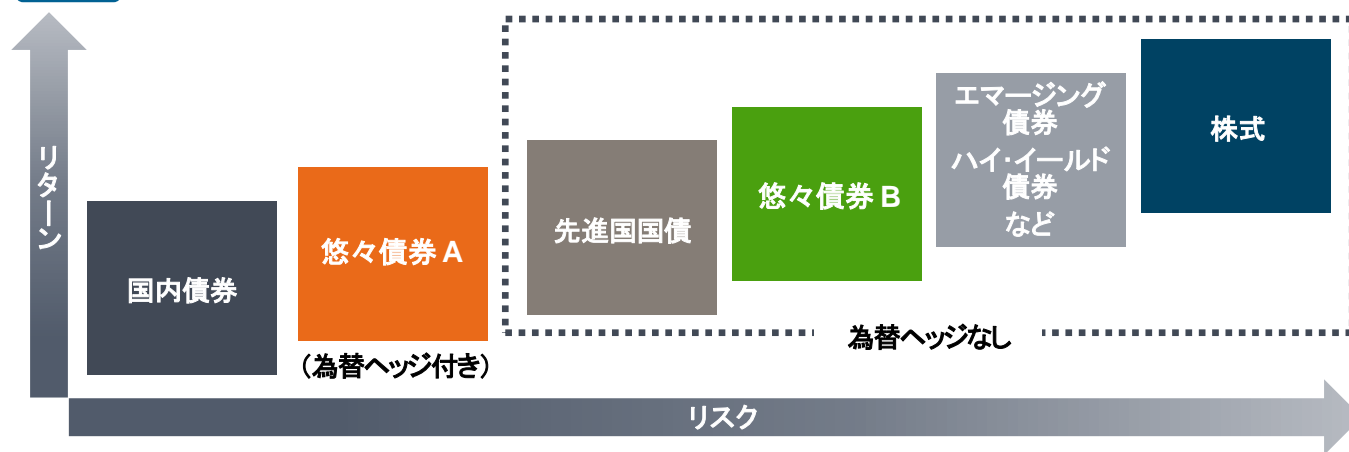 リターン
国内債券
悠々債券 A
（為替ヘッジ付き）
先進国国債
悠々債券 B
エマージング
債券
ハイ・イールド
債券
など
株式
為替ヘッジなし
リスク